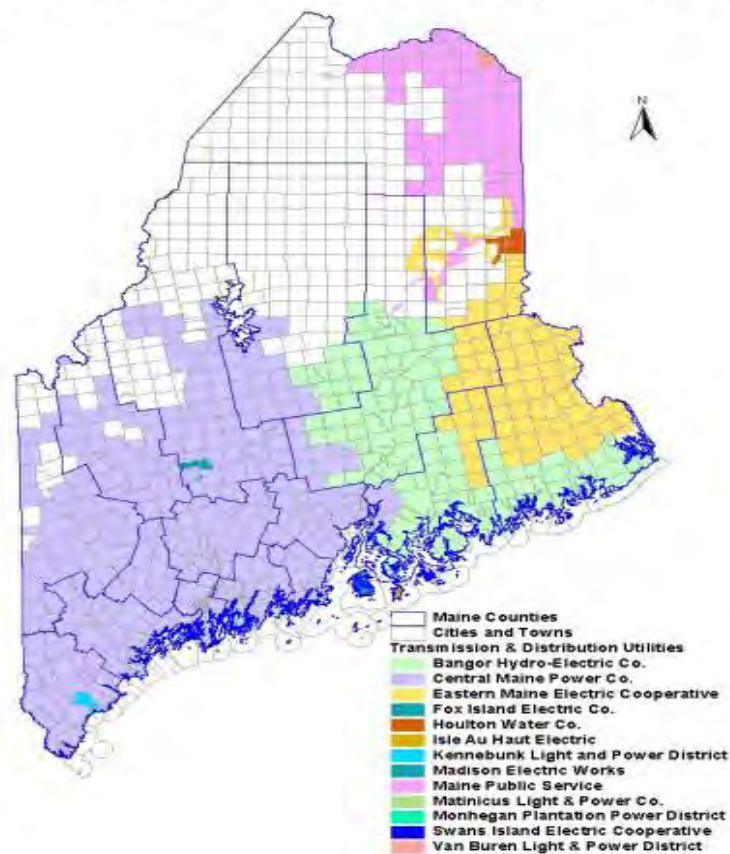 N
Maine Counties
Cities and Towns
Transmission & Distribution Utilities
Bangor Hydro-Electric Co.
Central Maine Power Co.
Eastern Maine Electric Cooperative
Fox Island Electric Co.
Houlton Water Co.
Isle Au Haut Electric
Kennebunk Light and Power District
Madison Electric Works
Maine Public Service
Matinicus Light & Power Co.
Monhegan Plantation Power District
Swans Island Electric Cooperative
Van Buren Light & Power District